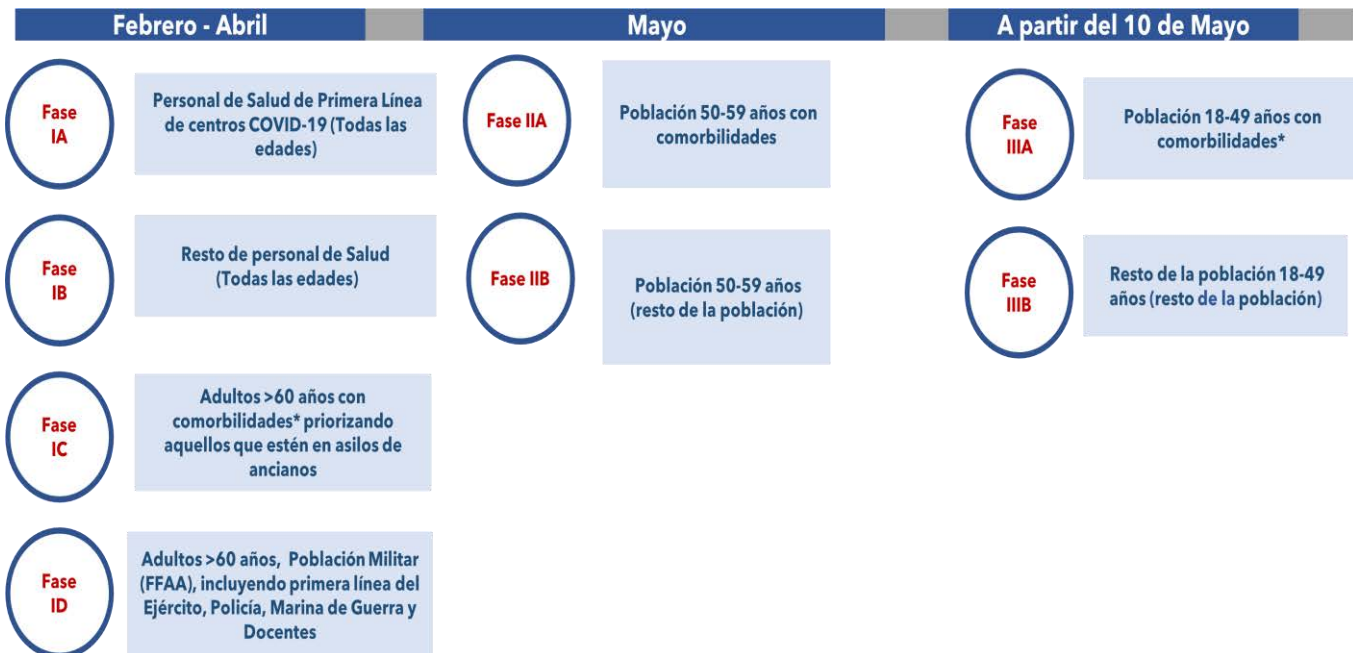 Febrero - Abril
Fase
IA
Personal de Salud de Primera Línea
de centros COVID-19 (Todas las
edades)
Fase
IB
Resto de personal de Salud
(Todas las edades)
Fase
IC
Adultos >60 años con
comorbilidades* priorizando
aquellos que estén en asilos de
ancianos
Fase
ID
Adultos >60 años, Población Militar
(FFAA), incluyendo primera línea del
Ejército, Policía, Marina de Guerra y
Docentes
Mayo
Fase IIA
Población 50-59 años con
comorbilidades
Fase IIB
Población 50-59 años
(resto de la población)
A partir del 10 de Mayo
Fase
IIIA
Población 18-49 años con
comorbilidades*
Fase
IIIB
Resto de la población 18-49
años (resto de la población)